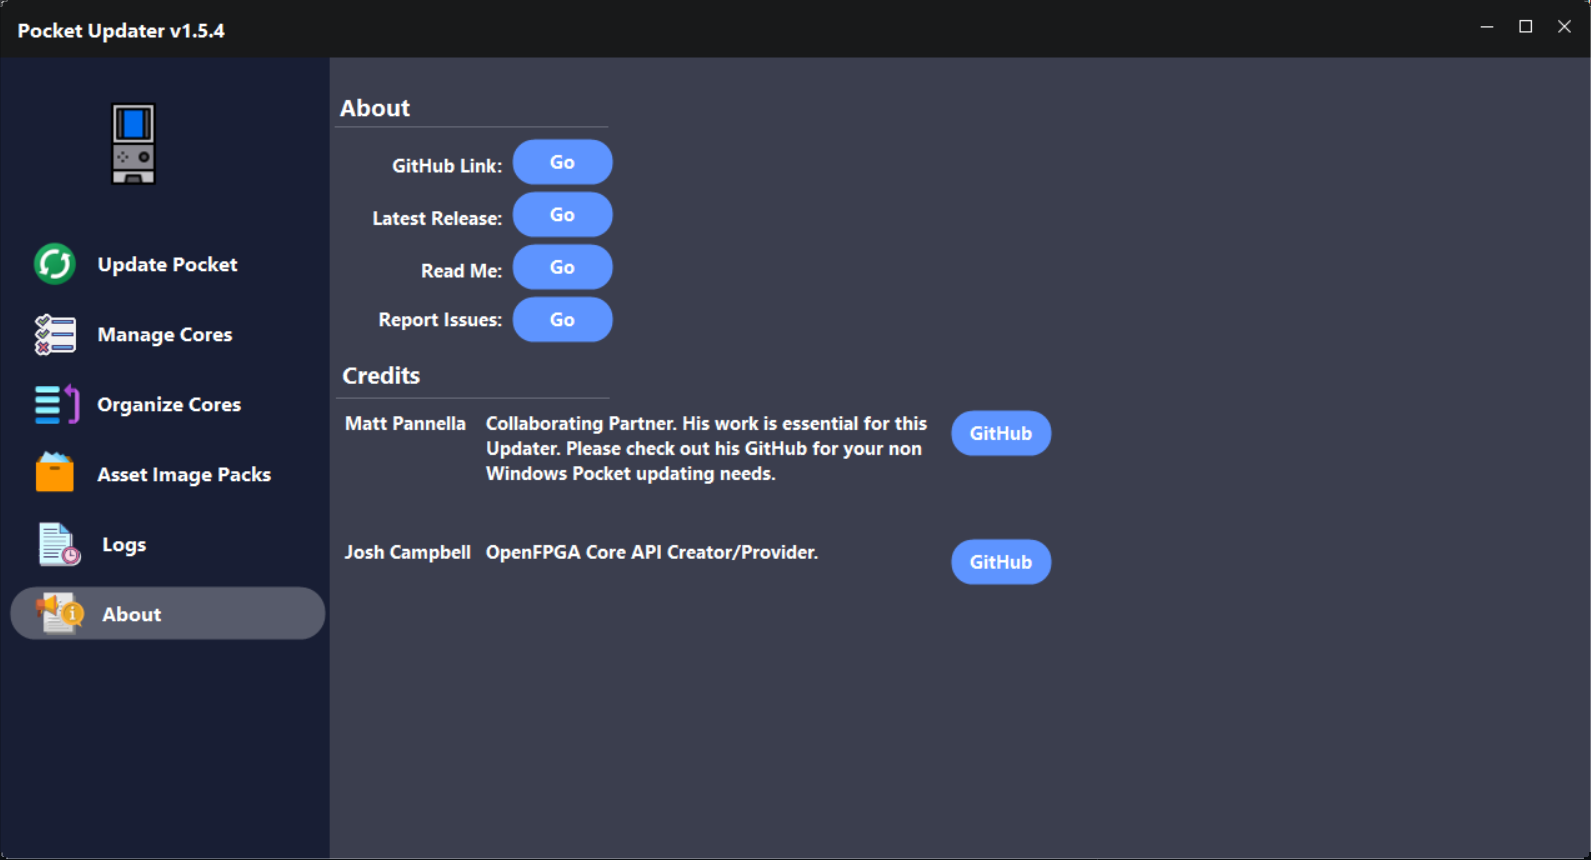 Pocket Updater v1.5.4
Update Pocket
Manage Cores
Organize Cores
Asset Image Packs
Logs
About
About
GitHub Link: Go
Latest Release: Go
Read Me: Go
Report Issues: Go
Credits
Matt Pannella Collaborating Partner. His work is essential for this
Updater. Please check out his GitHub for your non
Windows Pocket updating needs.
GitHub
Josh Campbell OpenFPGA Core API Creator/Provider.
GitHub